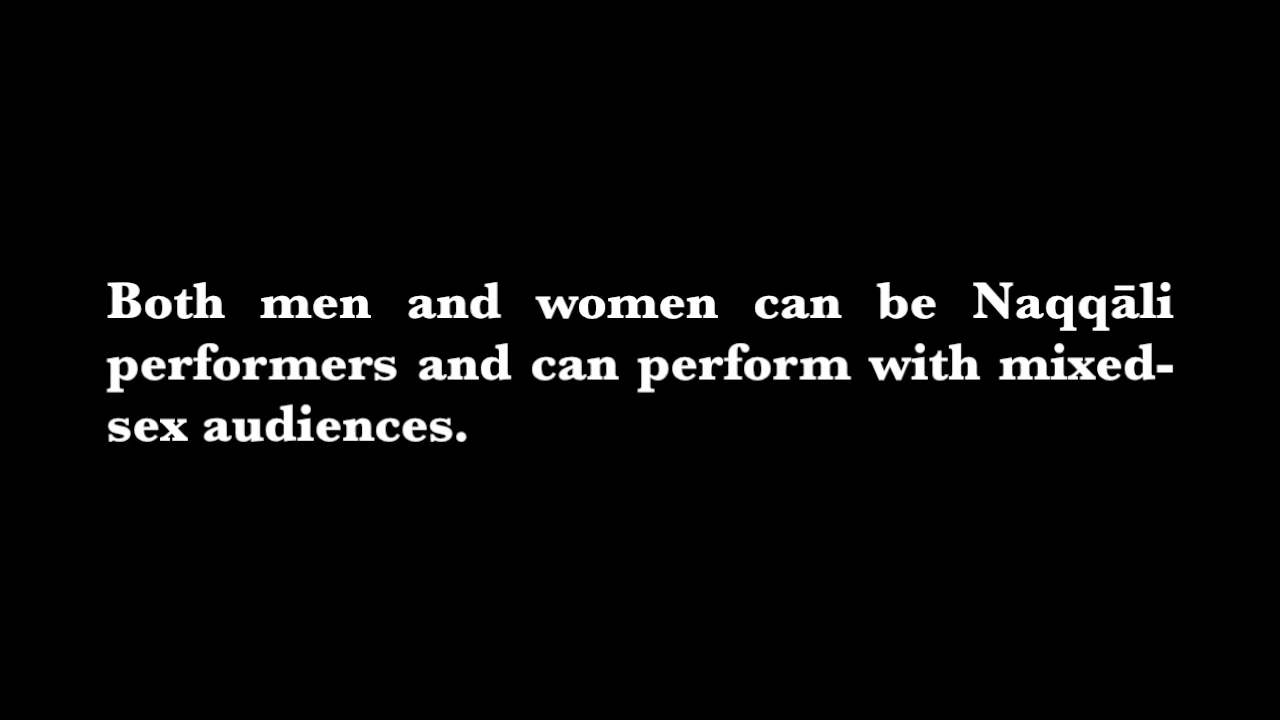 Both men and women can be Naqqāli
performers and can perform with mixed-
sex audiences.